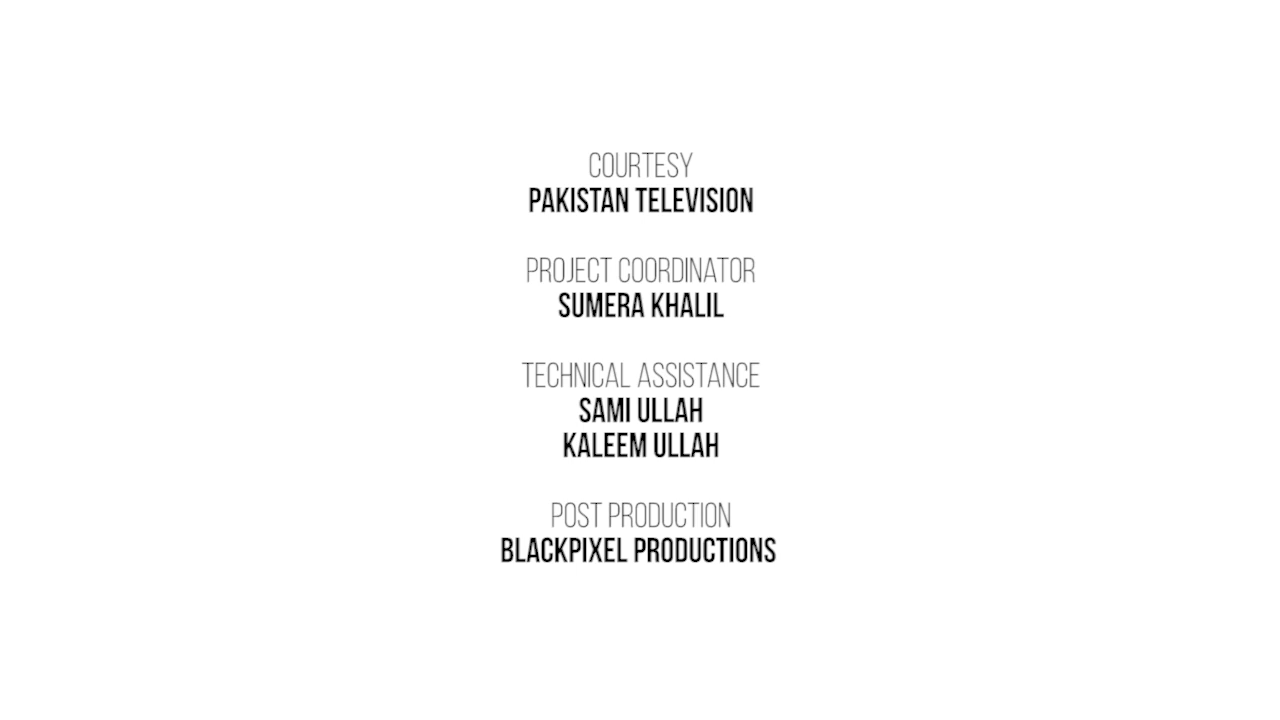 COURTESY
PAKISTAN TELEVISION
PROJECT COORDINATOR
SUMERA KHALIL
TECHNICAL ASSISTANCE
SAMI ULLAH
KALEEM ULLAH
POST PRODUCTION
BLACKPIXEL PRODUCTIONS